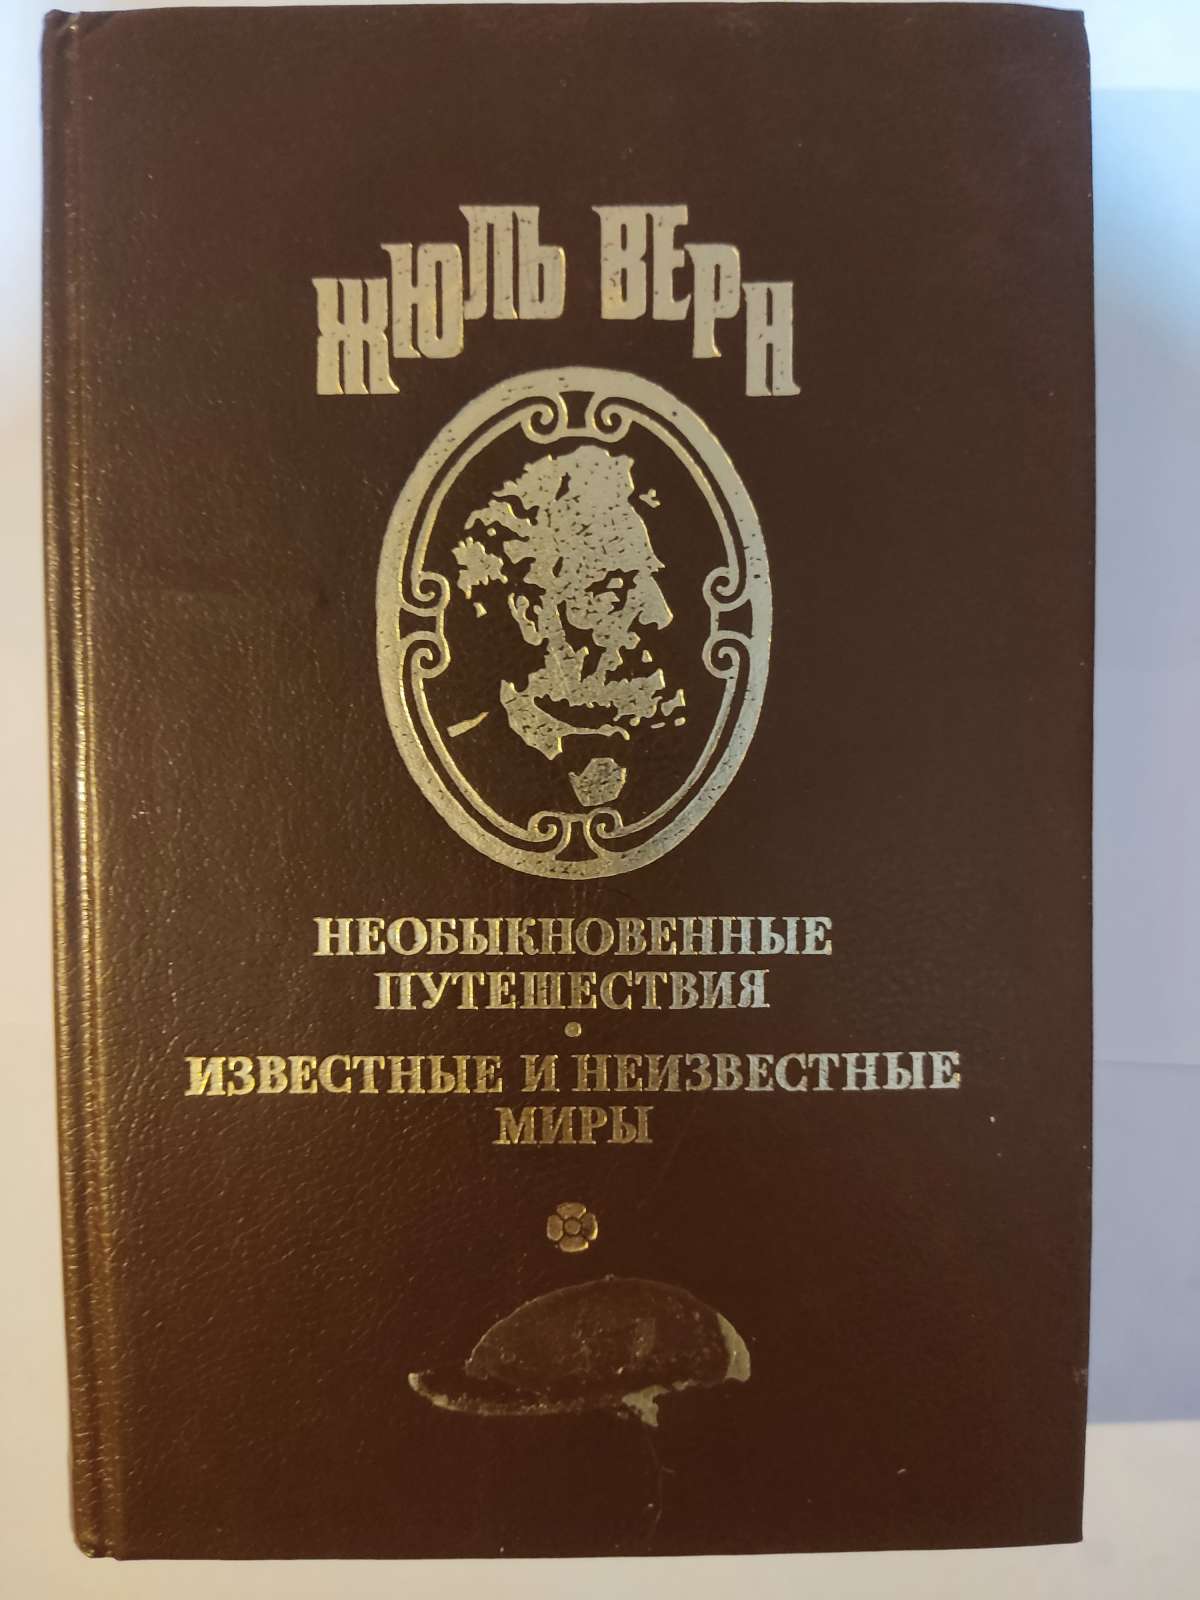 ЖЮЛЬ ВЕРН
НЕОБЫКНОВЕННЫЕ
ПУТЕШЕСТВИЯ
•
ИЗВЕСТНЫЕ И НЕИЗВЕСТНЫЕ
МИРЫ